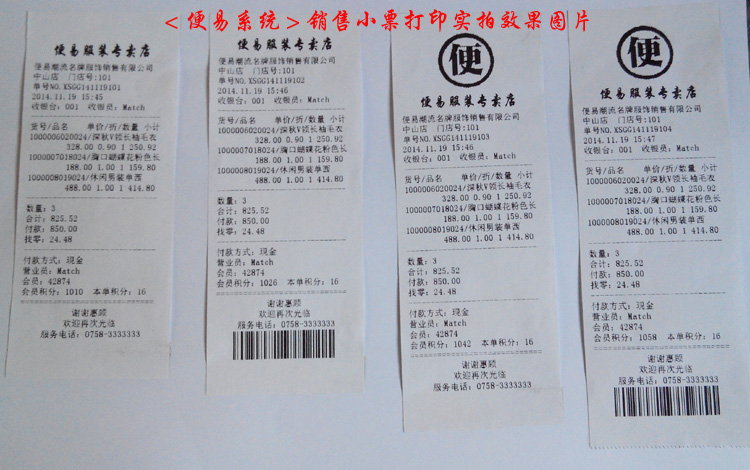 <便易系统>销售小票打印实拍效果图片
便易服装专卖店
便易潮流名牌服饰销售有限公司
中山店 门店号:101
单号NO.XSGG141119101
2014.11.19 15:45
收银台: 001 收银员: Match
货号/品名 单价/折/数量 小计
1000006020024/深秋V领长袖毛衣
328.00 0.90 1 250.92
1000007018024/胸口蝴蝶花粉色长
188.00 1.00 1 159.80
1000008019024/休闲男装单西
488.00 1.00 1 414.80
数量: 3
合计: 825.52
付款: 850.00
找零: 24.48
付款方式: 现金
营业员: Match
会员: 42874
会员积分: 1010 本单积分: 16
谢谢惠顾
欢迎再次光临
服务电话: 0758-3333333
便易服装专卖店
便易潮流名牌服饰销售有限公司
中山店 门店号:101
单号NO.XSGG141119102
2014.11.19 15:46
收银台: 001 收银员: Match
货号/品名 单价/折/数量 小计
1000006020024/深秋V领长袖毛衣
328.00 0.90 1 250.92
1000007018024/胸口蝴蝶花粉色长
188.00 1.00 1 159.80
1000008019024/休闲男装单西
488.00 1.00 1 414.80
数量: 3
合计: 825.52
付款: 850.00
找零: 24.48
付款方式: 现金
营业员: Match
会员: 42874
会员积分: 1026 本单积分: 16
谢谢惠顾
欢迎再次光临
服务电话: 0758-3333333
便
便易服装专卖店
便易潮流名牌服饰销售有限公司
中山店 门店号:101
单号NO.XSGG141119103
2014.11.19 15:46
收银台: 001 收银员: Match
货号/品名 单价/折/数量 小计
1000006020024/深秋V领长袖毛衣
328.00 0.90 1 250.92
1000007018024/胸口蝴蝶花粉色长
188.00 1.00 1 159.80
1000008019024/休闲男装单西
488.00 1.00 1 414.80
数量: 3
合计: 825.52
付款: 850.00
找零: 24.48
付款方式: 现金
营业员: Match
会员: 42874
会员积分: 1042 本单积分: 16
谢谢惠顾
欢迎再次光临
服务电话: 0758-3333333
便
便易服装专卖店
便易潮流名牌服饰销售有限公司
中山店 门店号:101
单号NO.XSGG141119104
2014.11.19 15:47
收银台: 001 收银员: Match
货号/品名 单价/折/数量 小计
1000006020024/深秋V领长袖毛衣
328.00 0.90 1 250.92
1000007018024/胸口蝴蝶花粉色长
188.00 1.00 1 159.80
1000008019024/休闲男装单西
488.00 1.00 1 414.80
数量: 3
合计: 825.52
付款: 850.00
找零: 24.48
付款方式: 现金
营业员: Match
会员: 42874
会员积分: 1058 本单积分: 16
谢谢惠顾
欢迎再次光临
服务电话: 0758-3333333